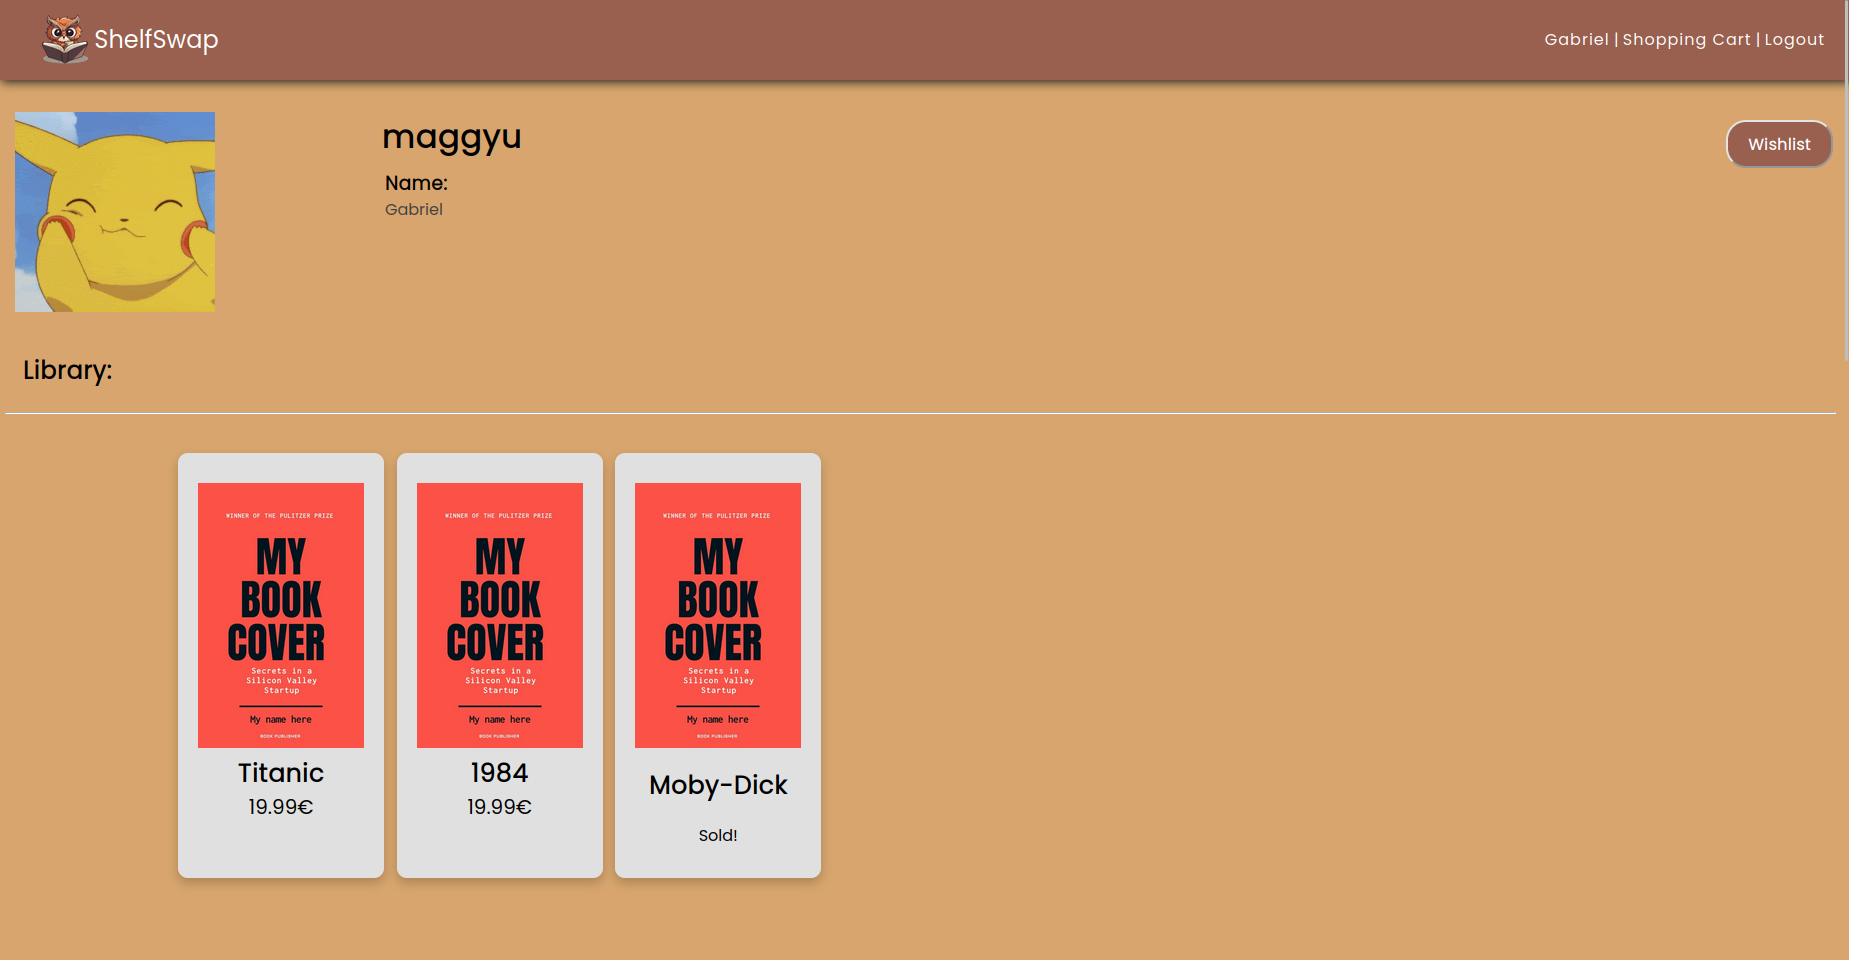 ShelfSwap
Gabriel | Shopping Cart | Logout
maggyu
Wishlist
Name:
Gabriel
Library:
WINNER OF THE PULITZER PRIZE
MY
BOOK
COVER
Secrets in a
Silicon Valley
Startup
My name here
BOOK PUBLISHER
Titanic
19.99€
WINNER OF THE PULITZER PRIZE
MY
BOOK
COVER
Secrets in a
Silicon Valley
Startup
My name here
BOOK PUBLISHER
1984
19.99€
WINNER OF THE PULITZER PRIZE
MY
BOOK
COVER
Secrets in a
Silicon Valley
Startup
My name here
BOOK PUBLISHER
Moby-Dick
Sold!